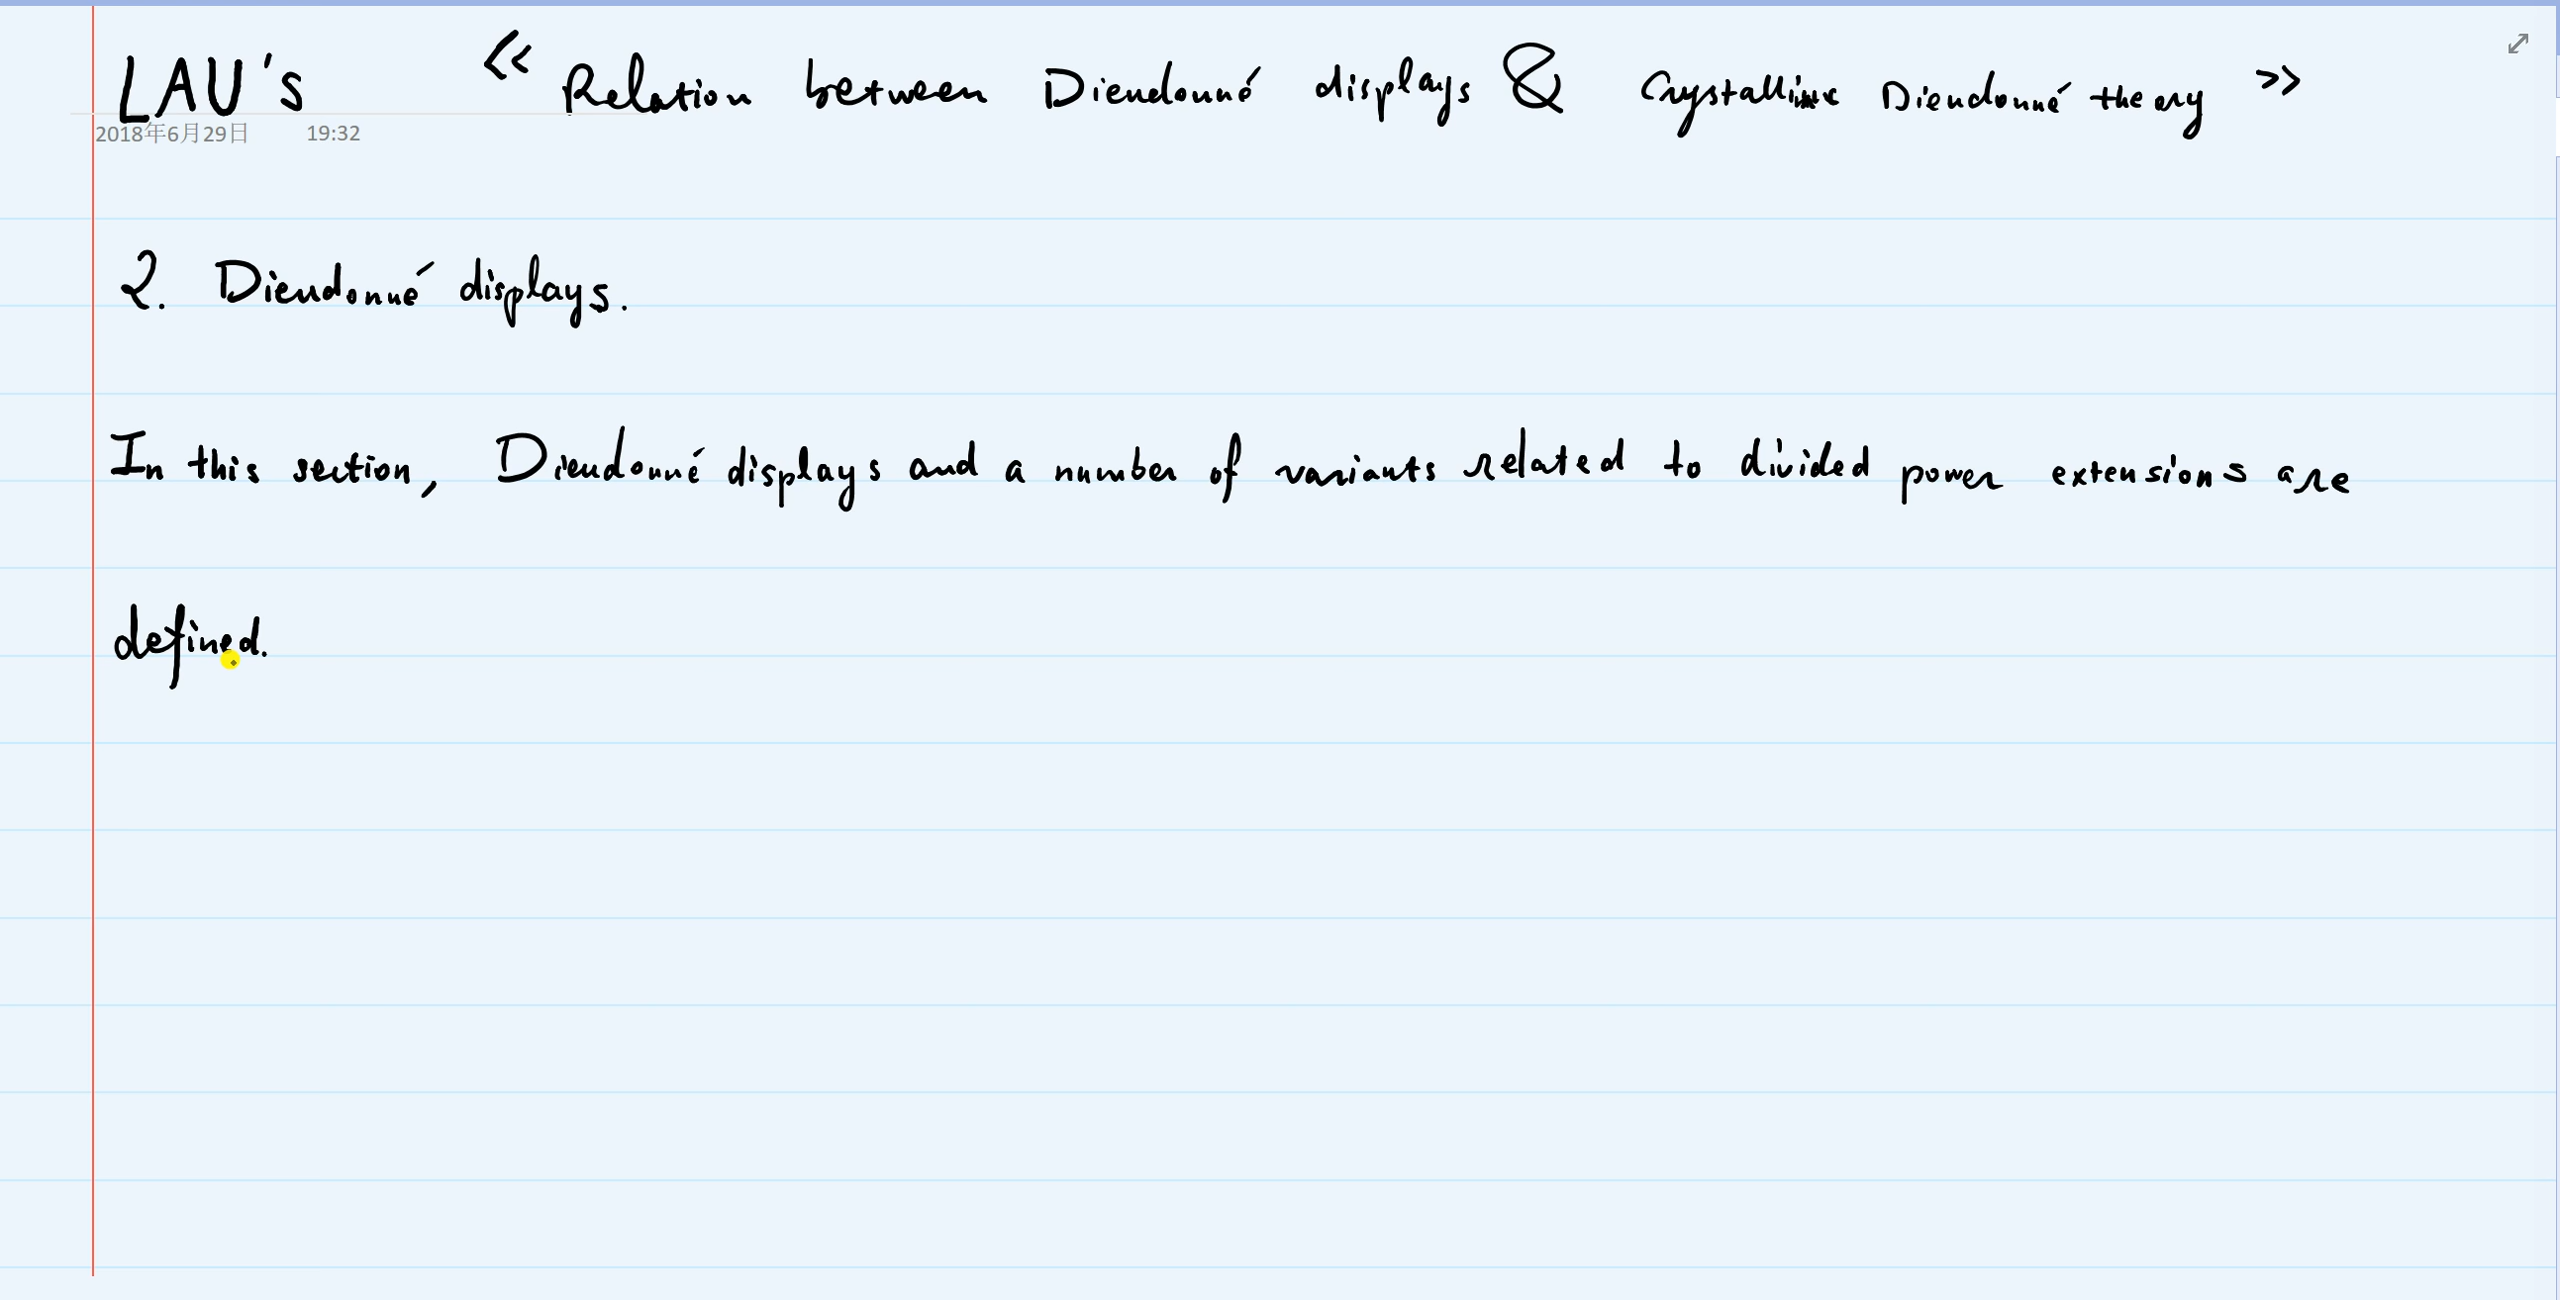 LAU's « Relation between Dieudonné displays & Crystalline Dieudonné theory »
2018年6月29日 19:32
2. Dieudonné displays.
In this section, Dieudonné displays and a number of variants related to divided power extensions are
defined.